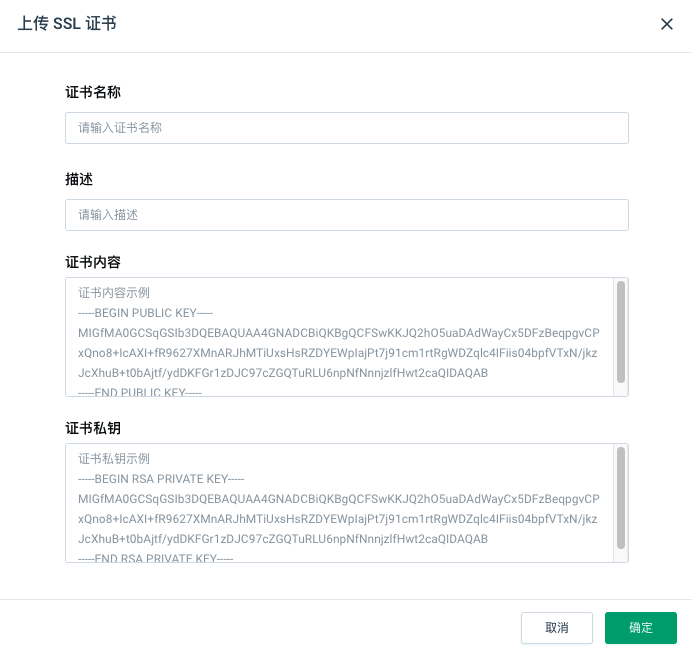 上传 SSL 证书
证书名称
请输入证书名称
描述
请输入描述
证书内容
证书内容示例
-----BEGIN PUBLIC KEY-----
MIGfMA0GCSqGSIb3DQEBAQUAA4GNADCBiQKBgQCFSwKKJQ2hO5uaDAdWayCx5DFzBeqpgvCP
xQno8+IcAXI+fR9627XMnARJhMTiUxsHsRZDYEWpIajPt7j91cm1rtRgWDZqlc4IFiis04bpfVTxN/jkz
JcXhuB+t0bAjtf/ydDKFGr1zDJC97cZGQTuRLU6npNfNnnjzlfHwt2caQIDAQAB
-----END PUBLIC KEY-----
证书私钥
证书私钥示例
-----BEGIN RSA PRIVATE KEY-----
MIGfMA0GCSqGSIb3DQEBAQUAA4GNADCBiQKBgQCFSwKKJQ2hO5uaDAdWayCx5DFzBeqpgvCP
xQno8+IcAXI+fR9627XMnARJhMTiUxsHsRZDYEWpIajPt7j91cm1rtRgWDZqlc4IFiis04bpfVTxN/jkz
JcXhuB+t0bAjtf/ydDKFGr1zDJC97cZGQTuRLU6npNfNnnjzlfHwt2caQIDAQAB
-----END RSA PRIVATE KEY-----
取消
确定